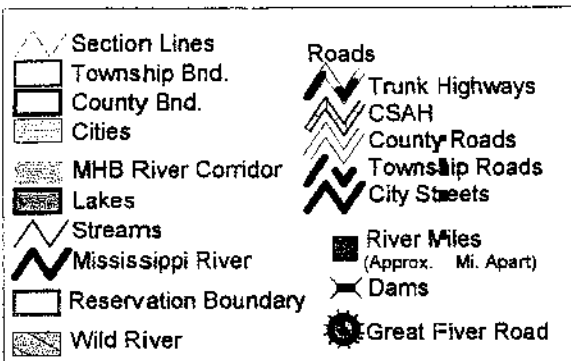 Section Lines
Township Bnd.
County Bnd.
Cities
MHB River Corridor
Lakes
Streams
Mississippi River
Reservation Boundary
Wild River
Roads
Trunk Highways
CSAH
County Roads
Township Roads
City Streets
River Miles
(Approx. Mi. Apart)
Dams
Great Fiver Road